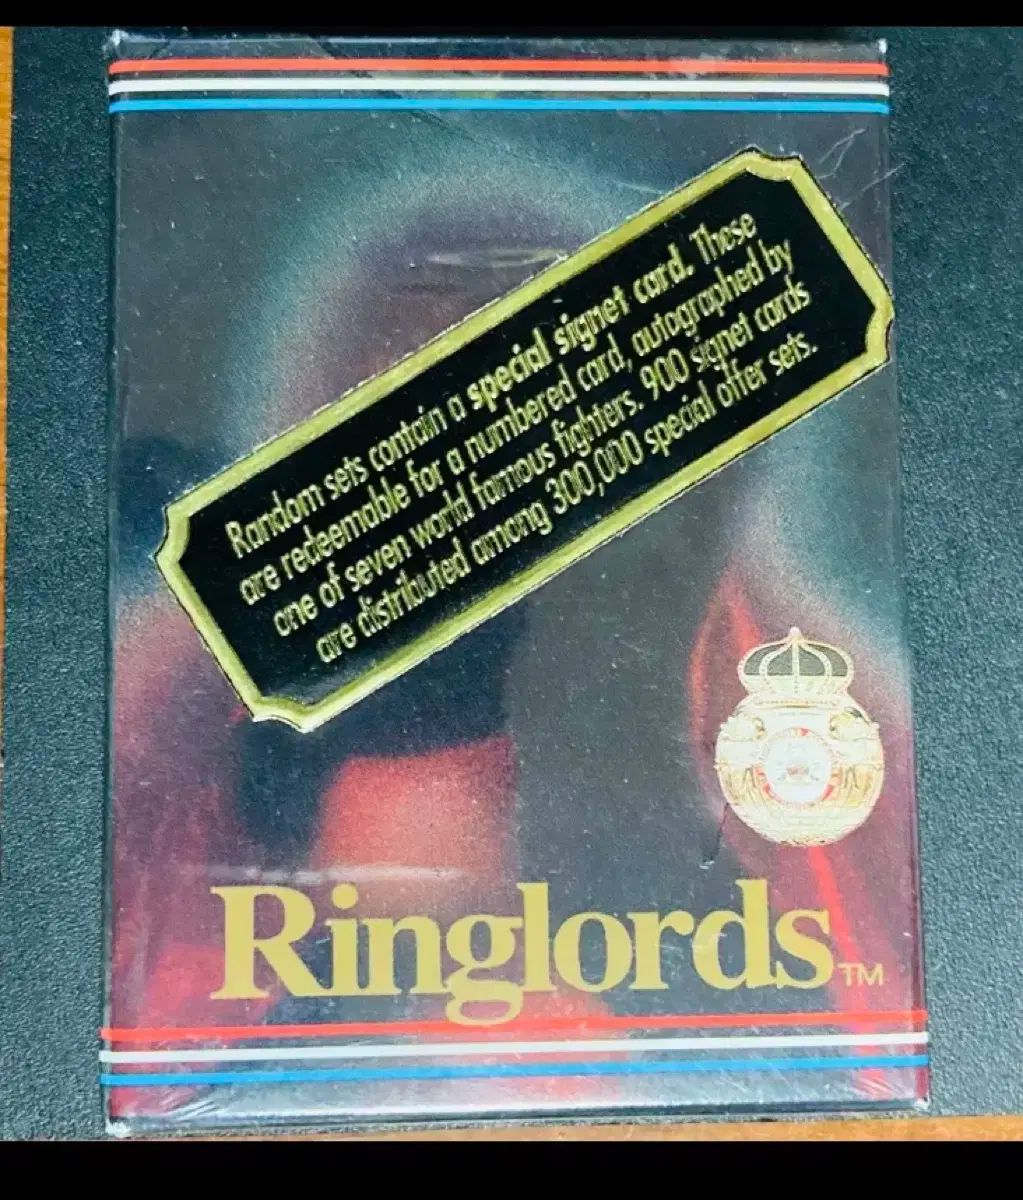 Random sets contain a special signet card. These
are redeemable for a numbered card, autographed by
one of seven world famous fighters. 900 signet cards
are distributed among 300,000 special offer sets.
Ringlords™